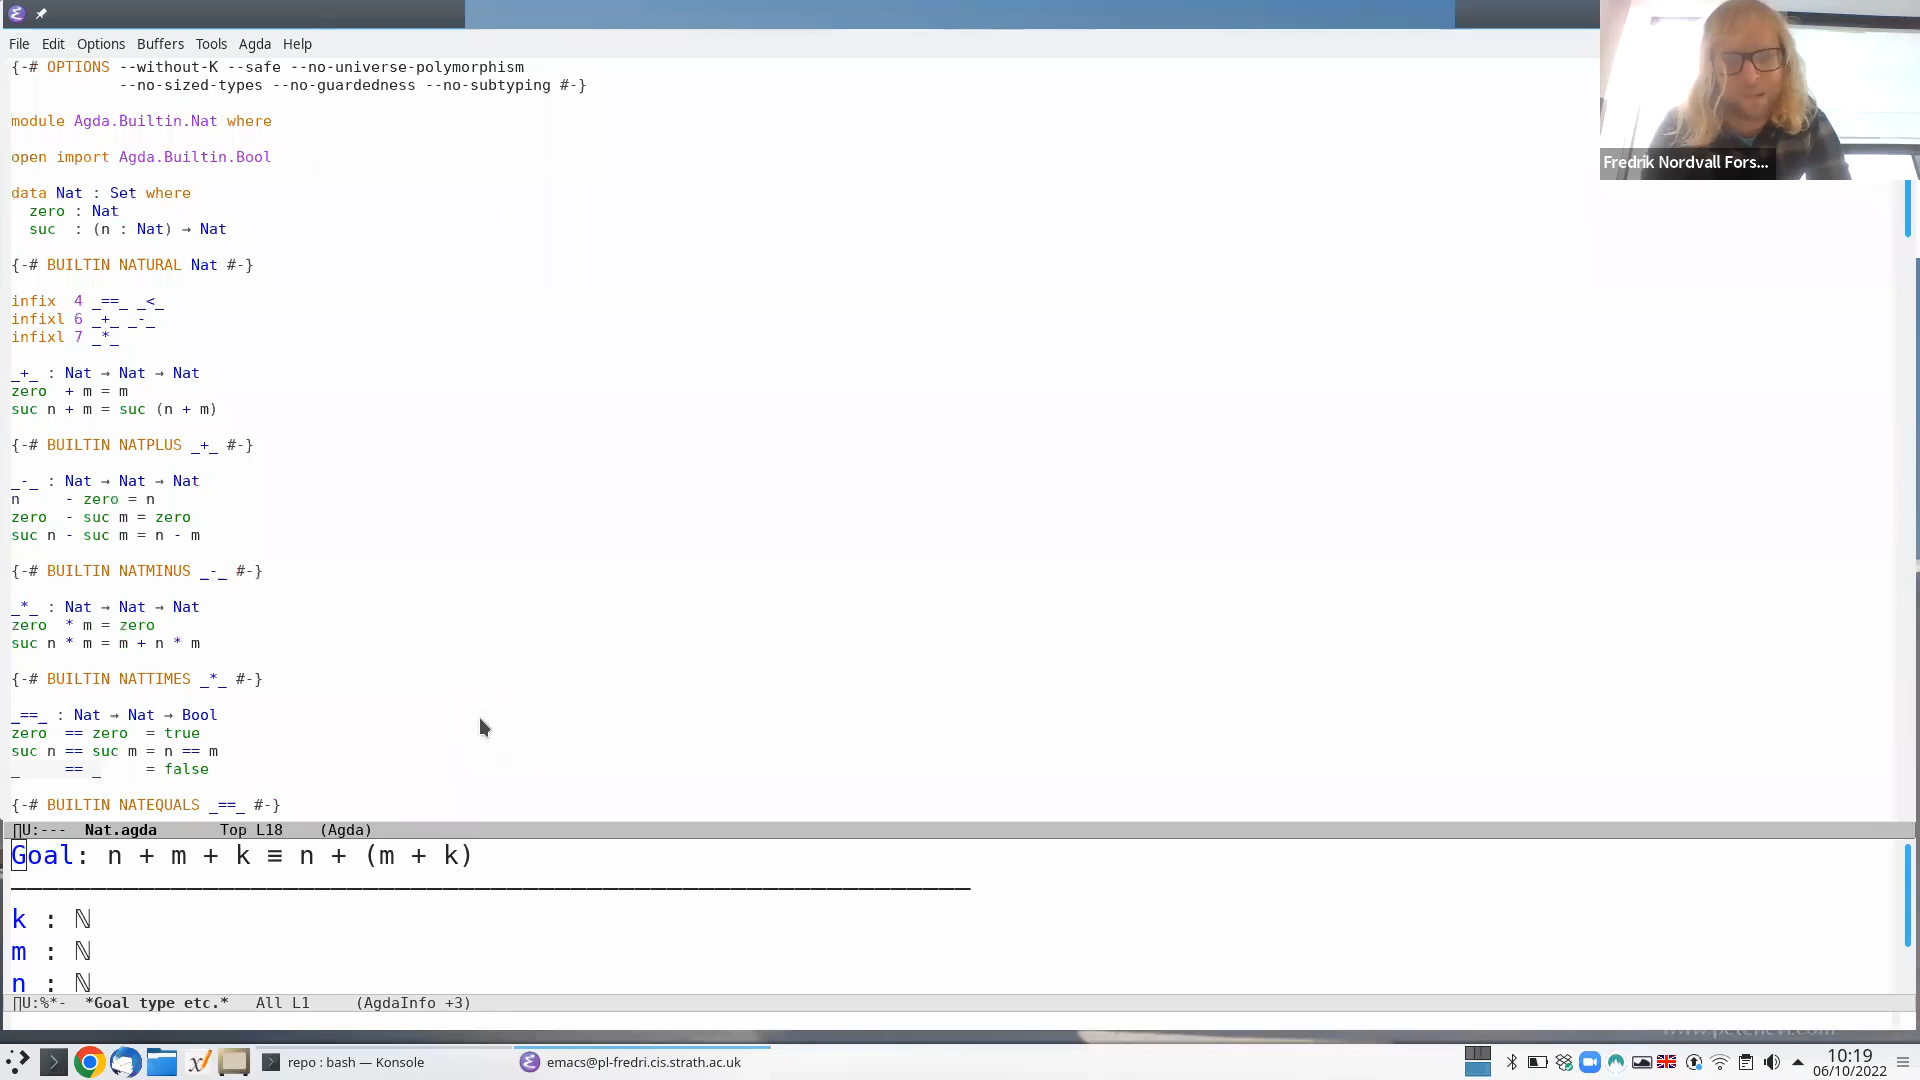 File Edit Options Buffers Tools Agda Help
{-# OPTIONS --without-K --safe --no-universe-polymorphism
--no-sized-types --no-guardedness --no-subtyping #-}
module Agda.Builtin.Nat where
open import Agda.Builtin.Bool
data Nat : Set where
zero : Nat
suc : (n : Nat) → Nat
{-# BUILTIN NATURAL Nat #-}
infix 4 _==_ _<_
infixl 6 _+_ _-_
infixl 7 _*_
_+_ : Nat → Nat → Nat
zero + m = m
suc n + m = suc (n + m)
{-# BUILTIN NATPLUS _+_ #-}
_-_ : Nat → Nat → Nat
n - zero = n
zero - suc m = zero
suc n - suc m = n - m
{-# BUILTIN NATMINUS _-_ #-}
_*_ : Nat → Nat → Nat
zero * m = zero
suc n * m = m + n * m
{-# BUILTIN NATTIMES _*_ #-}
_==_ : Nat → Nat → Bool
zero == zero = true
suc n == suc m = n == m
_ == _ = false
{-# BUILTIN NATEQUALS _==_ #-}
U:--- Nat.agda Top L18 (Agda)
Goal: n + m + k ≡ n + (m + k)
k : ℕ
m : ℕ
n : ℕ
U:%*- *Goal type etc.* All L1 (AgdaInfo +3)
Fredrik Nordvall Fors...
repo : bash — Konsole
emacs@pl-fredri.cis.strath.ac.uk
10:19
06/10/2022